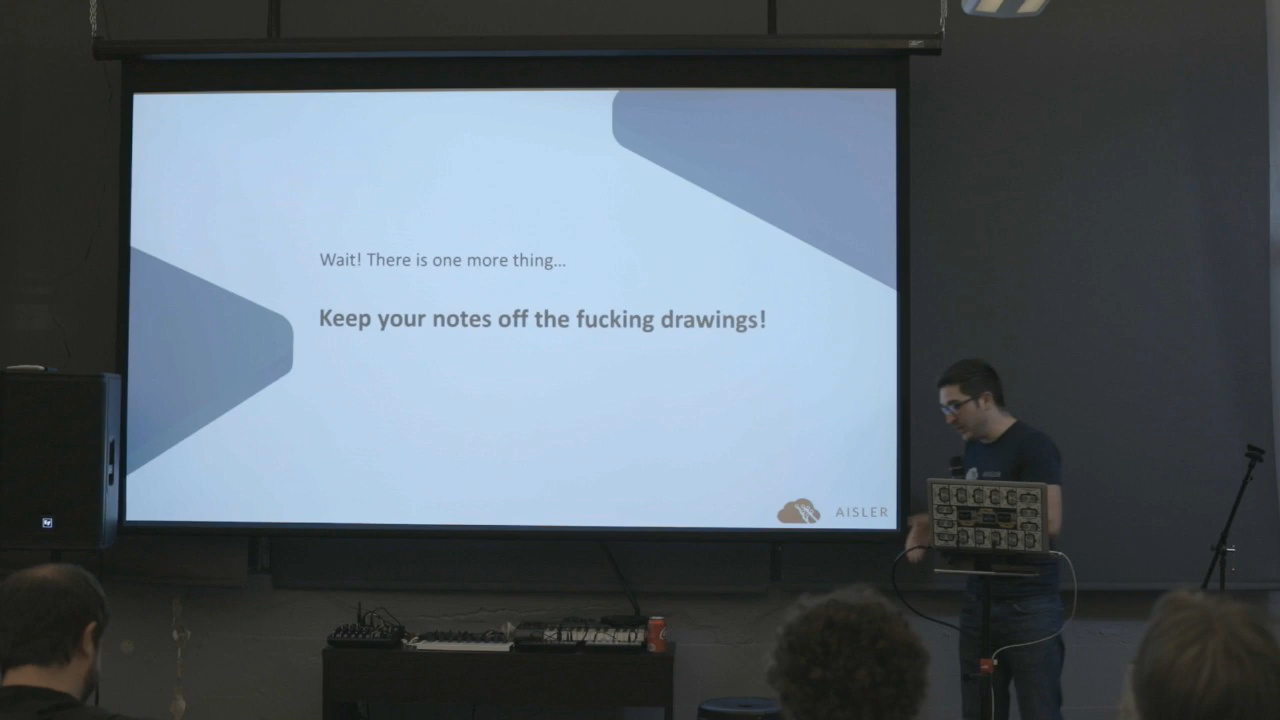 Wait! There is one more thing...
Keep your notes off the fucking drawings!
AISLER